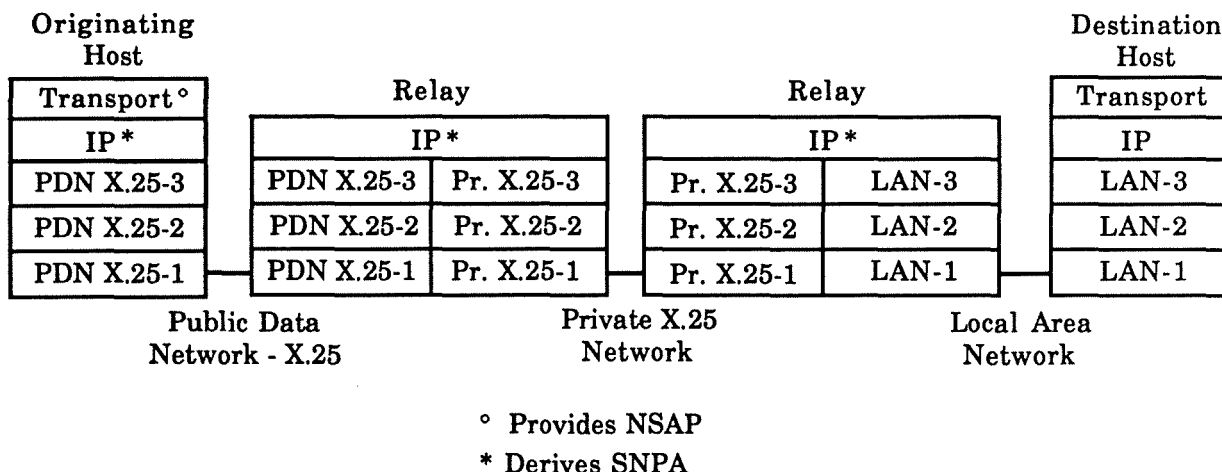 Originating
Host
Destination
Host
Relay
Relay
Transport°
IP*
PDN X.25-3
PDN X.25-2
PDN X.25-1
IP*
PDN X.25-3 Pr. X.25-3
PDN X.25-2 Pr. X.25-2
PDN X.25-1 Pr. X.25-1
IP*
Pr. X.25-3 LAN-3
Pr. X.25-2 LAN-2
Pr. X.25-1 LAN-1
Transport
IP
LAN-3
LAN-2
LAN-1
Public Data
Network - X.25
Private X.25
Network
Local Area
Network
° Provides NSAP
* Derives SNPA